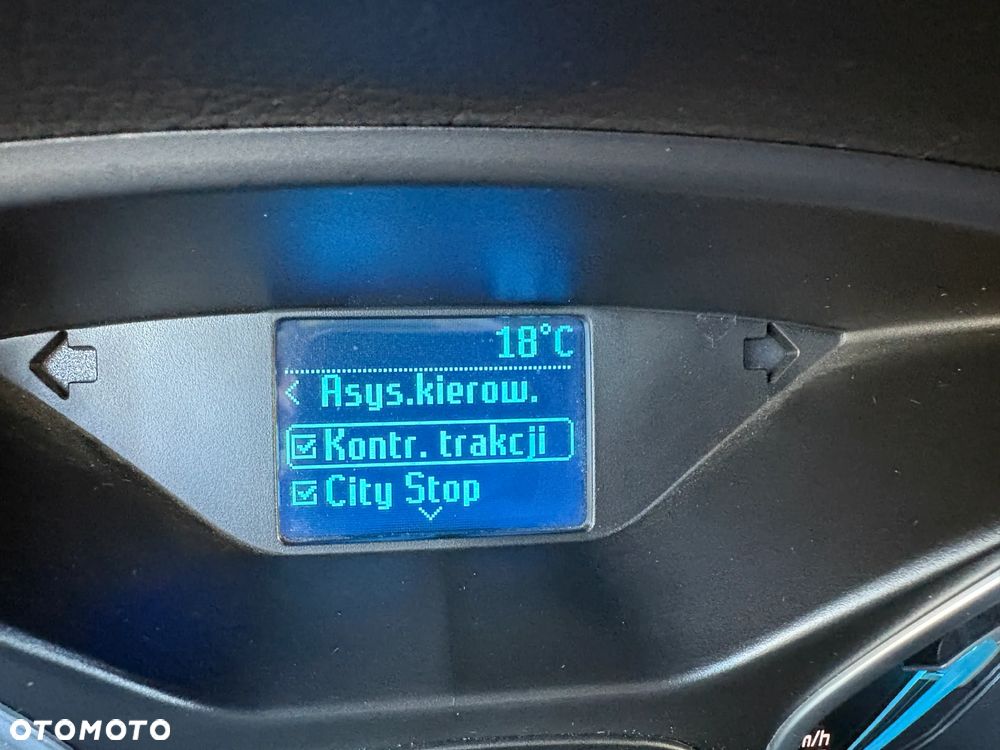 18°C
< Asys.kierow.
Kontr. trakcji
City Stop
OTOMOTO